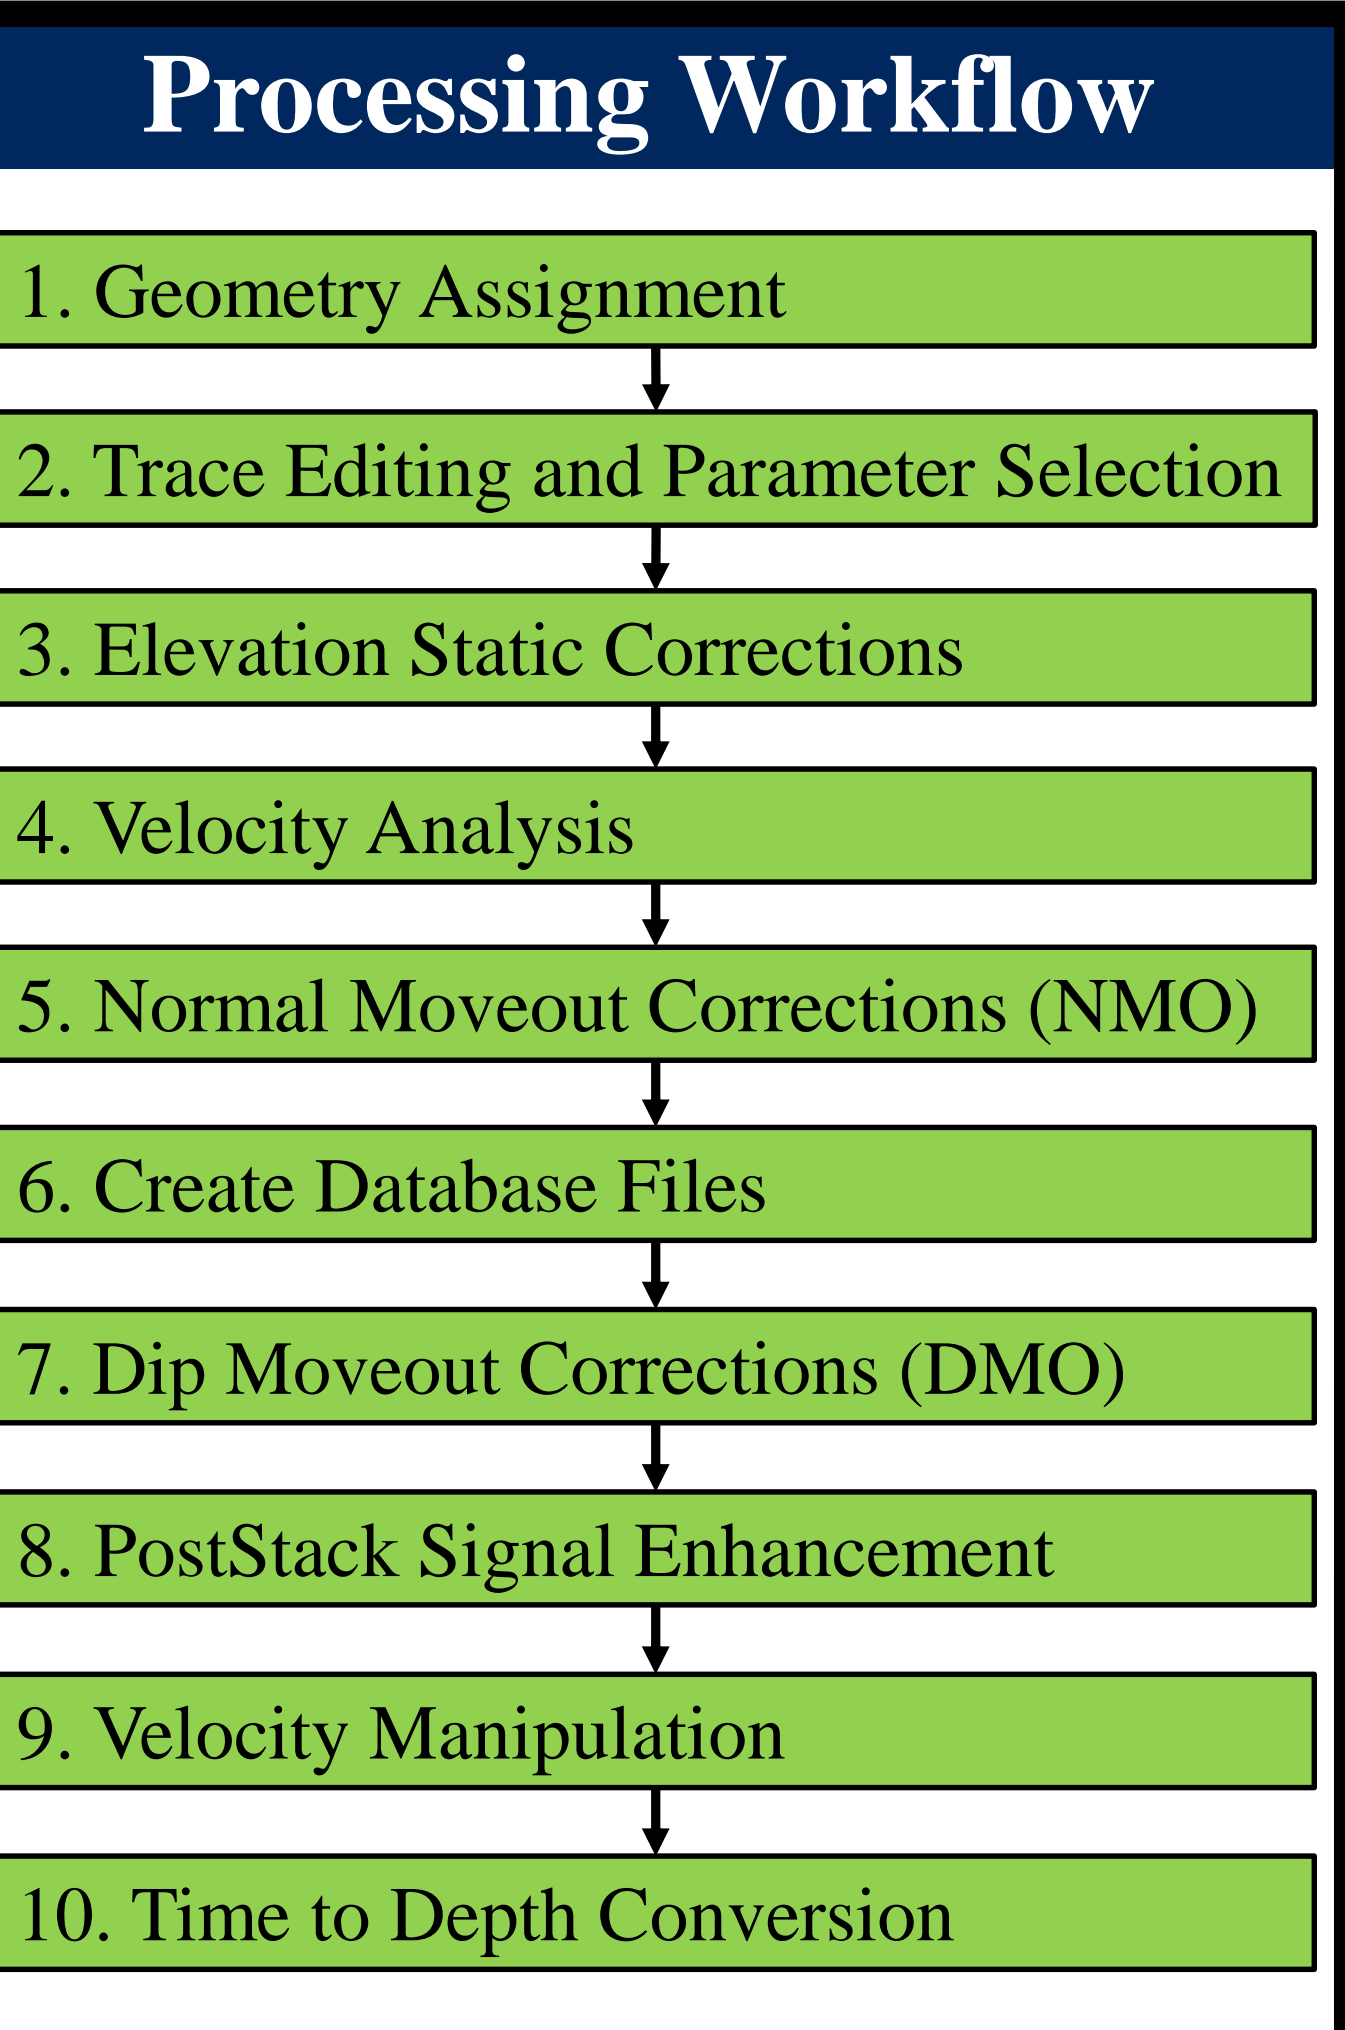 Processing Workflow
1. Geometry Assignment
2. Trace Editing and Parameter Selection
3. Elevation Static Corrections
4. Velocity Analysis
5. Normal Moveout Corrections (NMO)
6. Create Database Files
7. Dip Moveout Corrections (DMO)
8. PostStack Signal Enhancement
9. Velocity Manipulation
10. Time to Depth Conversion